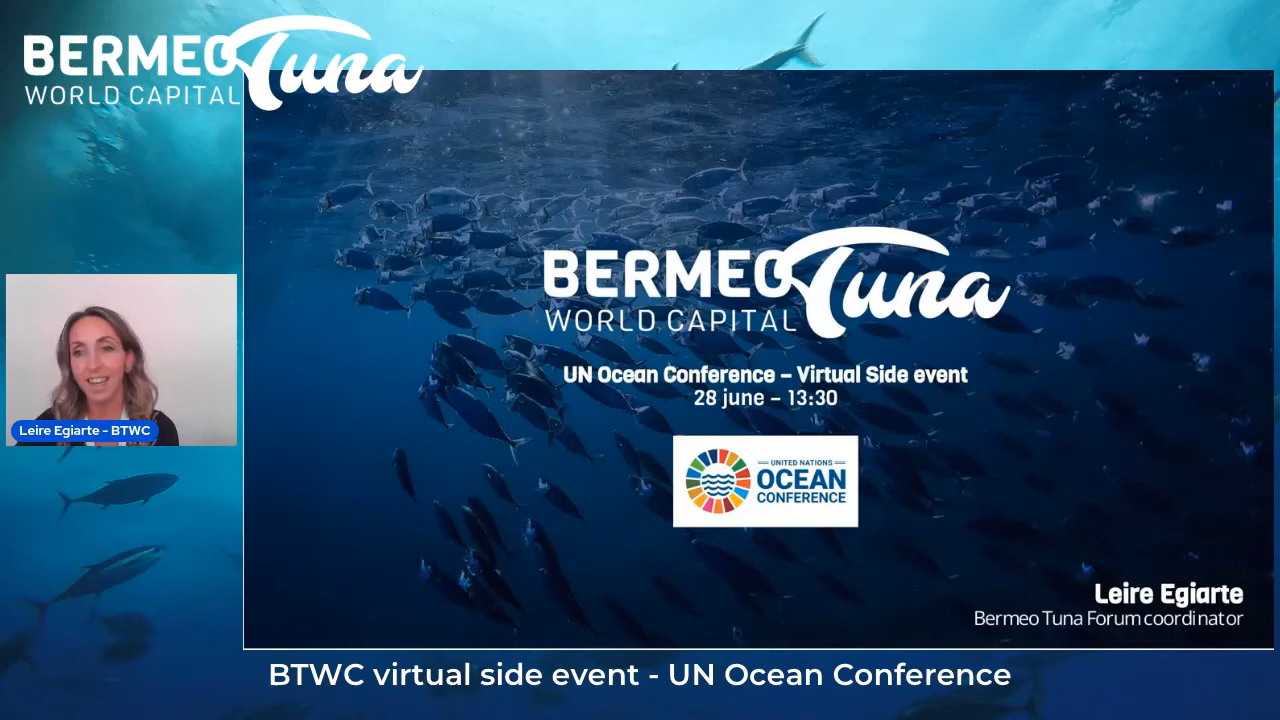 BERMEO Tuna
WORLD CAPITAL
BERMEO Tuna
WORLD CAPITAL
UN Ocean Conference – Virtual Side event
28 june – 13:30
UNITED NATIONS
OCEAN
CONFERENCE
Leire Egiarte - BTWC
Leire Egiarte
Bermeo Tuna Forum coordinator
BTWC virtual side event - UN Ocean Conference